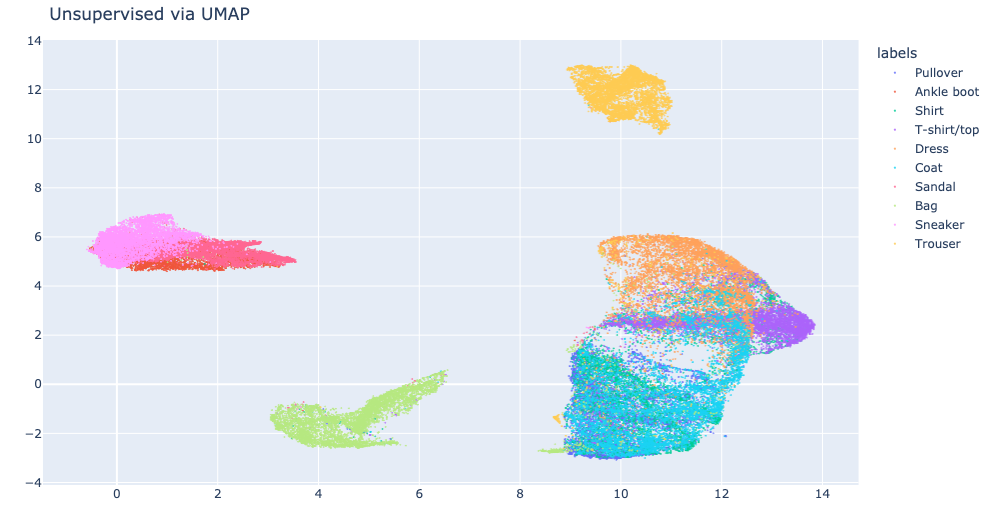 Unsupervised via UMAP
14
12
10
8
6
4
2
0
−2
−4
0
2
4
6
8
10
12
14
labels
Pullover
Ankle boot
Shirt
T-shirt/top
Dress
Coat
Sandal
Bag
Sneaker
Trouser